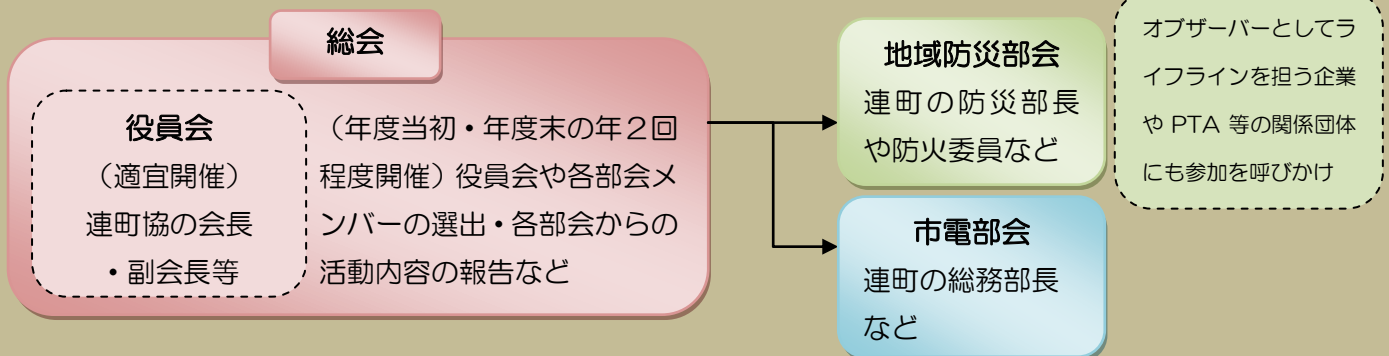 総会
役員会
（適宜開催）
連町協の会長
・副会長等
（年度当初・年度末の年２回
程度開催）役員会や各部会メ
ンバーの選出・各部会からの
活動内容の報告など
地域防災部会
連町の防災部長
や防火委員など
オブザーバーとしてラ
イフラインを担う企業
や PTA 等の関係団体
にも参加を呼びかけ
市電部会
連町の総務部長
など